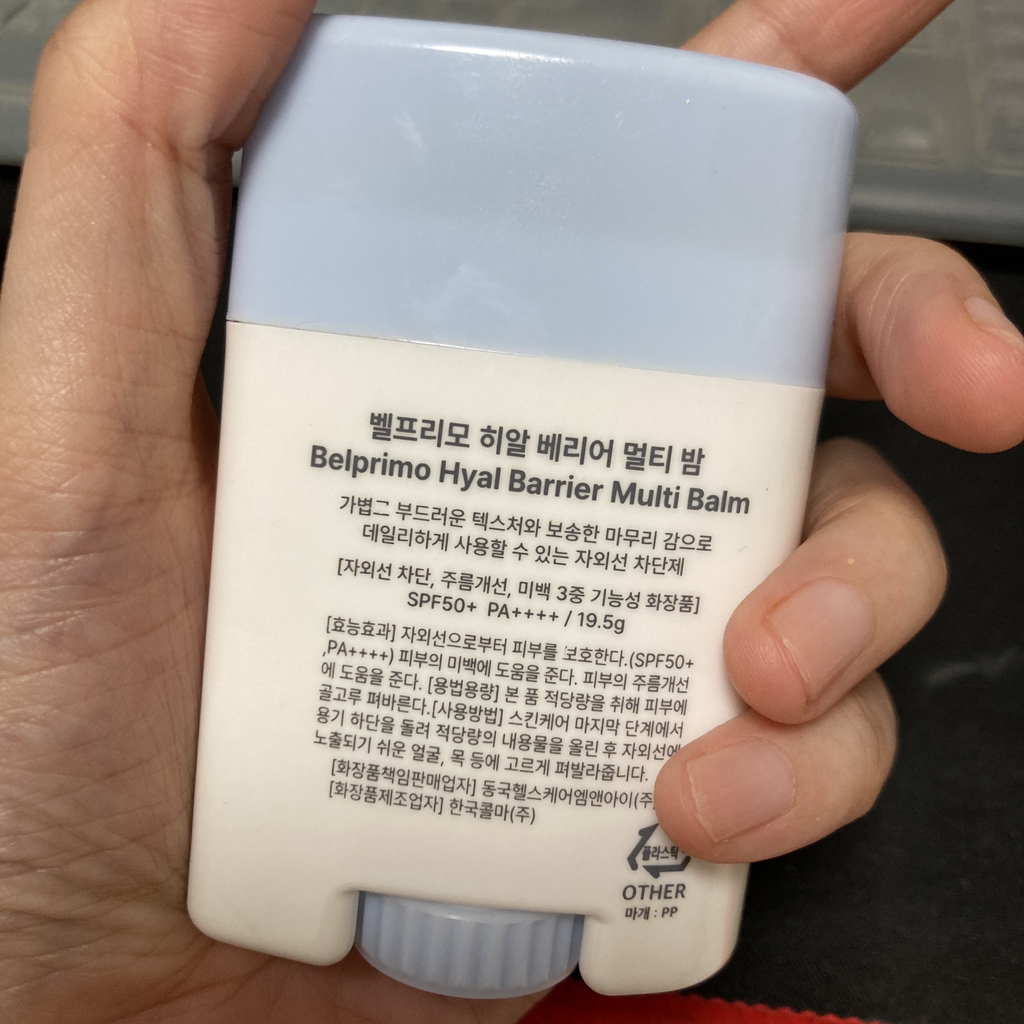 벨프리모 히알 베리어 멀티 밤
Belprimo Hyal Barrier Multi Balm
가볍고 부드러운 텍스처와 보송한 마무리 감으로
데일리하게 사용할 수 있는 자외선 차단제
[자외선 차단, 주름개선, 미백 3중 기능성 화장품]
SPF50+ PA++++ / 19.5g
[효능효과] 자외선으로부터 피부를 보호한다.(SPF50+
,PA++++) 피부의 미백에 도움을 준다. 피부의 주름개선
에 도움을 준다. [용법용량] 본 품 적당량을 취해 피부에
골고루 펴바른다.[사용방법] 스킨케어 마지막 단계에서
용기 하단을 돌려 적당량의 내용물을 올린 후 자외선에
노출되기 쉬운 얼굴, 목 등에 고르게 펴발라줍니다.
[화장품책임판매업자] 동국헬스케어엠앤아이(주
[화장품제조업자] 한국콜마(주)
플라스틱
OTHER
마개 : PP